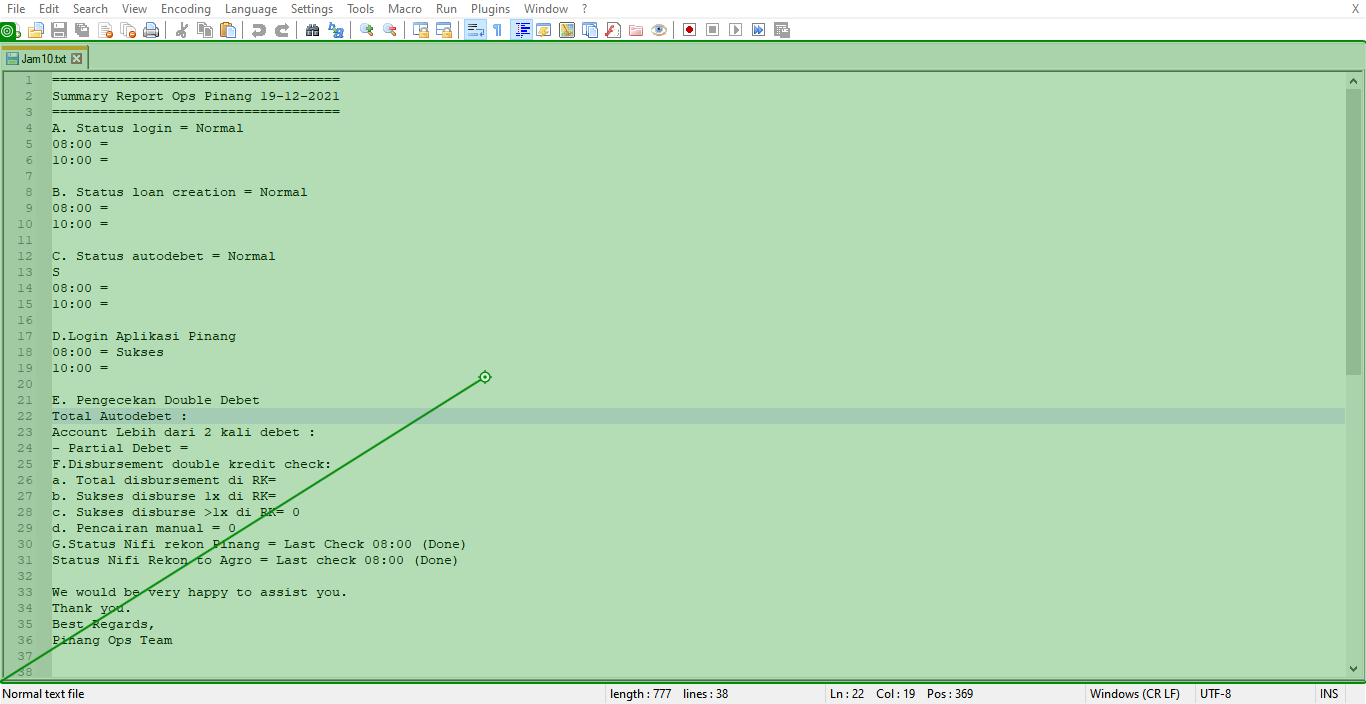 File Edit Search View Encoding Language Settings Tools Macro Run Plugins Window ? X
Jam10.txt
1 ====================================
2 Summary Report Ops Pinang 19-12-2021
3 ====================================
4 A. Status login = Normal
5 08:00 =
6 10:00 =
7
8 B. Status loan creation = Normal
9 08:00 =
10 10:00 =
11
12 C. Status autodebet = Normal
13 S
14 08:00 =
15 10:00 =
16
17 D.Login Aplikasi Pinang
18 08:00 = Sukses
19 10:00 =
20
21 E. Pengecekan Double Debet
22 Total Autodebet :
23 Account Lebih dari 2 kali debet :
24 - Partial Debet =
25 F.Disbursement double kredit check:
26 a. Total disbursement di RK=
27 b. Sukses disburse 1x di RK=
28 c. Sukses disburse >1x di RK= 0
29 d. Pencairan manual = 0
30 G.Status Nifi rekon Pinang = Last Check 08:00 (Done)
31 Status Nifi Rekon to Agro = Last check 08:00 (Done)
32
33 We would be very happy to assist you.
34 Thank you.
35 Best Regards,
36 Pinang Ops Team
37
38
Normal text file length : 777 lines : 38 Ln : 22 Col : 19 Pos : 369 Windows (CR LF) UTF-8 INS